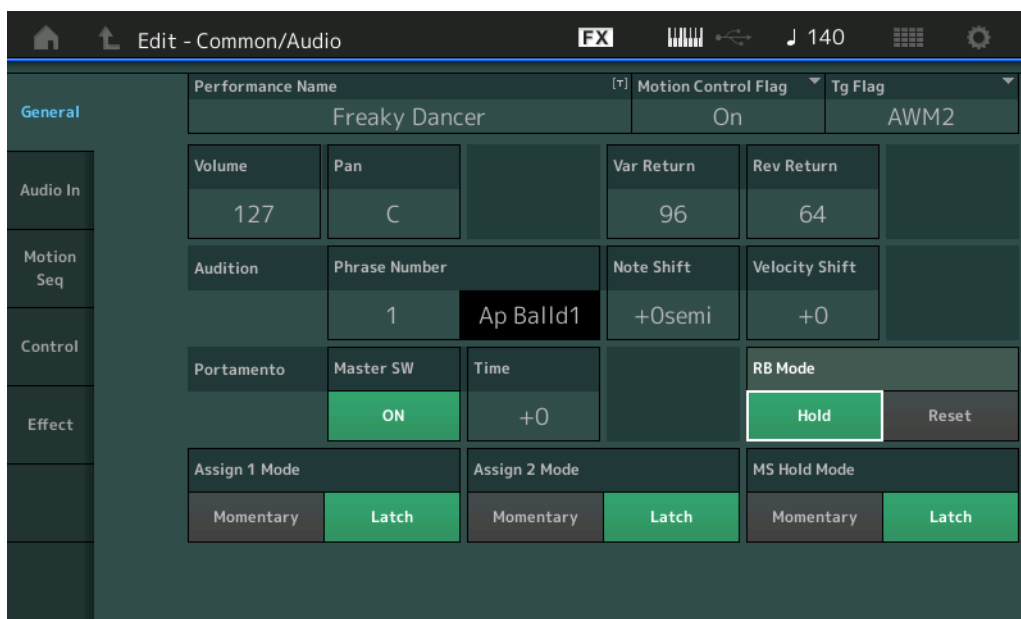 Edit - Common/Audio FX ♩ 140
General
Audio In
Motion
Seq
Control
Effect
Performance Name [T] Motion Control Flag Tg Flag
Freaky Dancer On AWM2
Volume Pan Var Return Rev Return
127 C 96 64
Audition Phrase Number Note Shift Velocity Shift
1 Ap Balld1 +0semi +0
Portamento Master SW Time RB Mode
ON +0 Hold Reset
Assign 1 Mode Assign 2 Mode MS Hold Mode
Momentary Latch Momentary Latch Momentary Latch